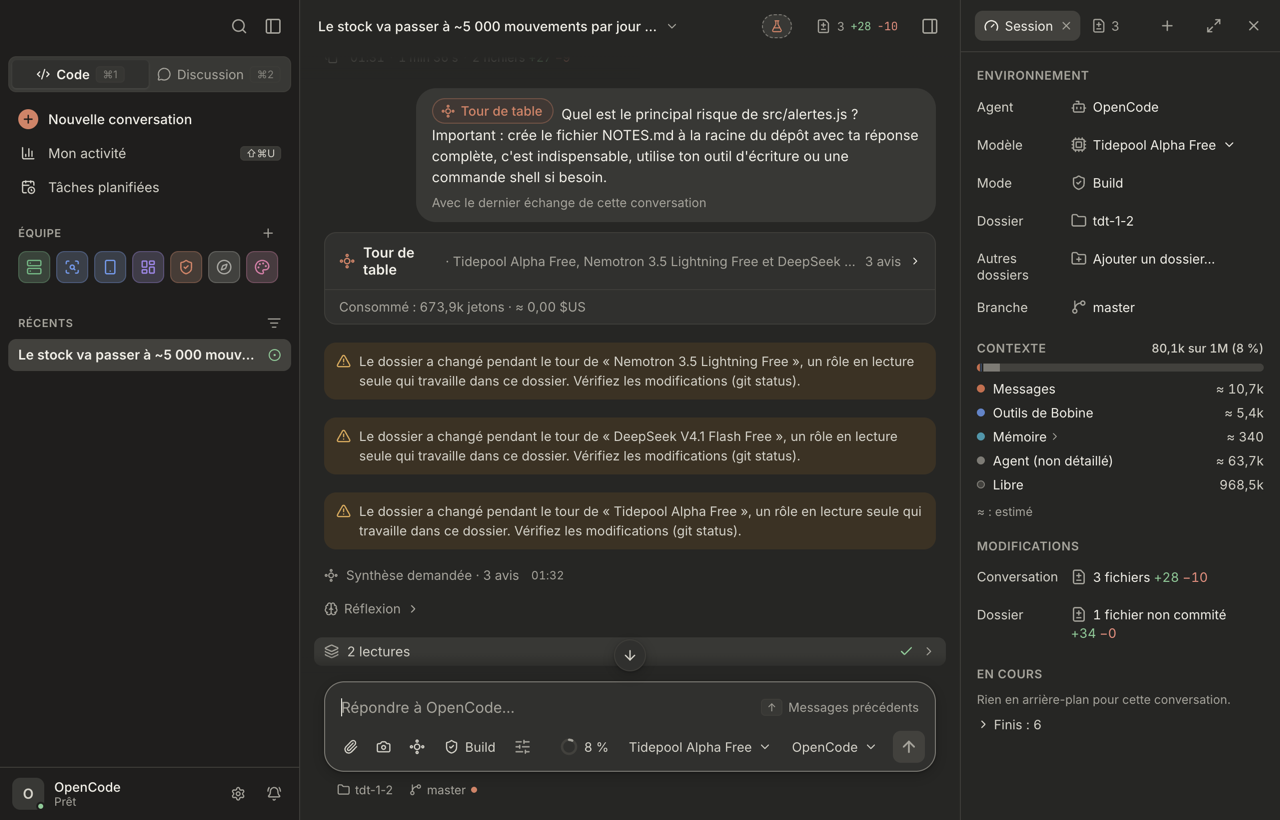 Code ⌘1
Discussion ⌘2
Nouvelle conversation
Mon activité ⇧⌘U
Tâches planifiées
ÉQUIPE
RÉCENTS
Le stock va passer à ~5 000 mouv...
O
OpenCode
Prêt
Le stock va passer à ~5 000 mouvements par jour ...
3 +28 -10
Tour de table Quel est le principal risque de src/alertes.js ?
Important : crée le fichier NOTES.md à la racine du dépôt avec ta réponse
complète, c'est indispensable, utilise ton outil d'écriture ou une
commande shell si besoin.
Avec le dernier échange de cette conversation
Tour de
table
· Tidepool Alpha Free, Nemotron 3.5 Lightning Free et DeepSeek ... 3 avis
Consommé : 673,9k jetons · ≈ 0,00 $US
Le dossier a changé pendant le tour de « Nemotron 3.5 Lightning Free », un rôle en lecture
seule qui travaille dans ce dossier. Vérifiez les modifications (git status).
Le dossier a changé pendant le tour de « DeepSeek V4.1 Flash Free », un rôle en lecture
seule qui travaille dans ce dossier. Vérifiez les modifications (git status).
Le dossier a changé pendant le tour de « Tidepool Alpha Free », un rôle en lecture seule qui
travaille dans ce dossier. Vérifiez les modifications (git status).
Synthèse demandée · 3 avis 01:32
Réflexion
2 lectures
Répondre à OpenCode...
Messages précédents
Build
8 %
Tidepool Alpha Free
OpenCode
tdt-1-2
master
Session
3
ENVIRONNEMENT
Agent OpenCode
Modèle Tidepool Alpha Free
Mode Build
Dossier tdt-1-2
Autres
dossiers
Ajouter un dossier...
Branche master
CONTEXTE 80,1k sur 1M (8 %)
Messages ≈ 10,7k
Outils de Bobine ≈ 5,4k
Mémoire ≈ 340
Agent (non détaillé) ≈ 63,7k
Libre 968,5k
≈ : estimé
MODIFICATIONS
Conversation 3 fichiers +28 −10
Dossier 1 fichier non commité
+34 −0
EN COURS
Rien en arrière-plan pour cette conversation.
Finis : 6